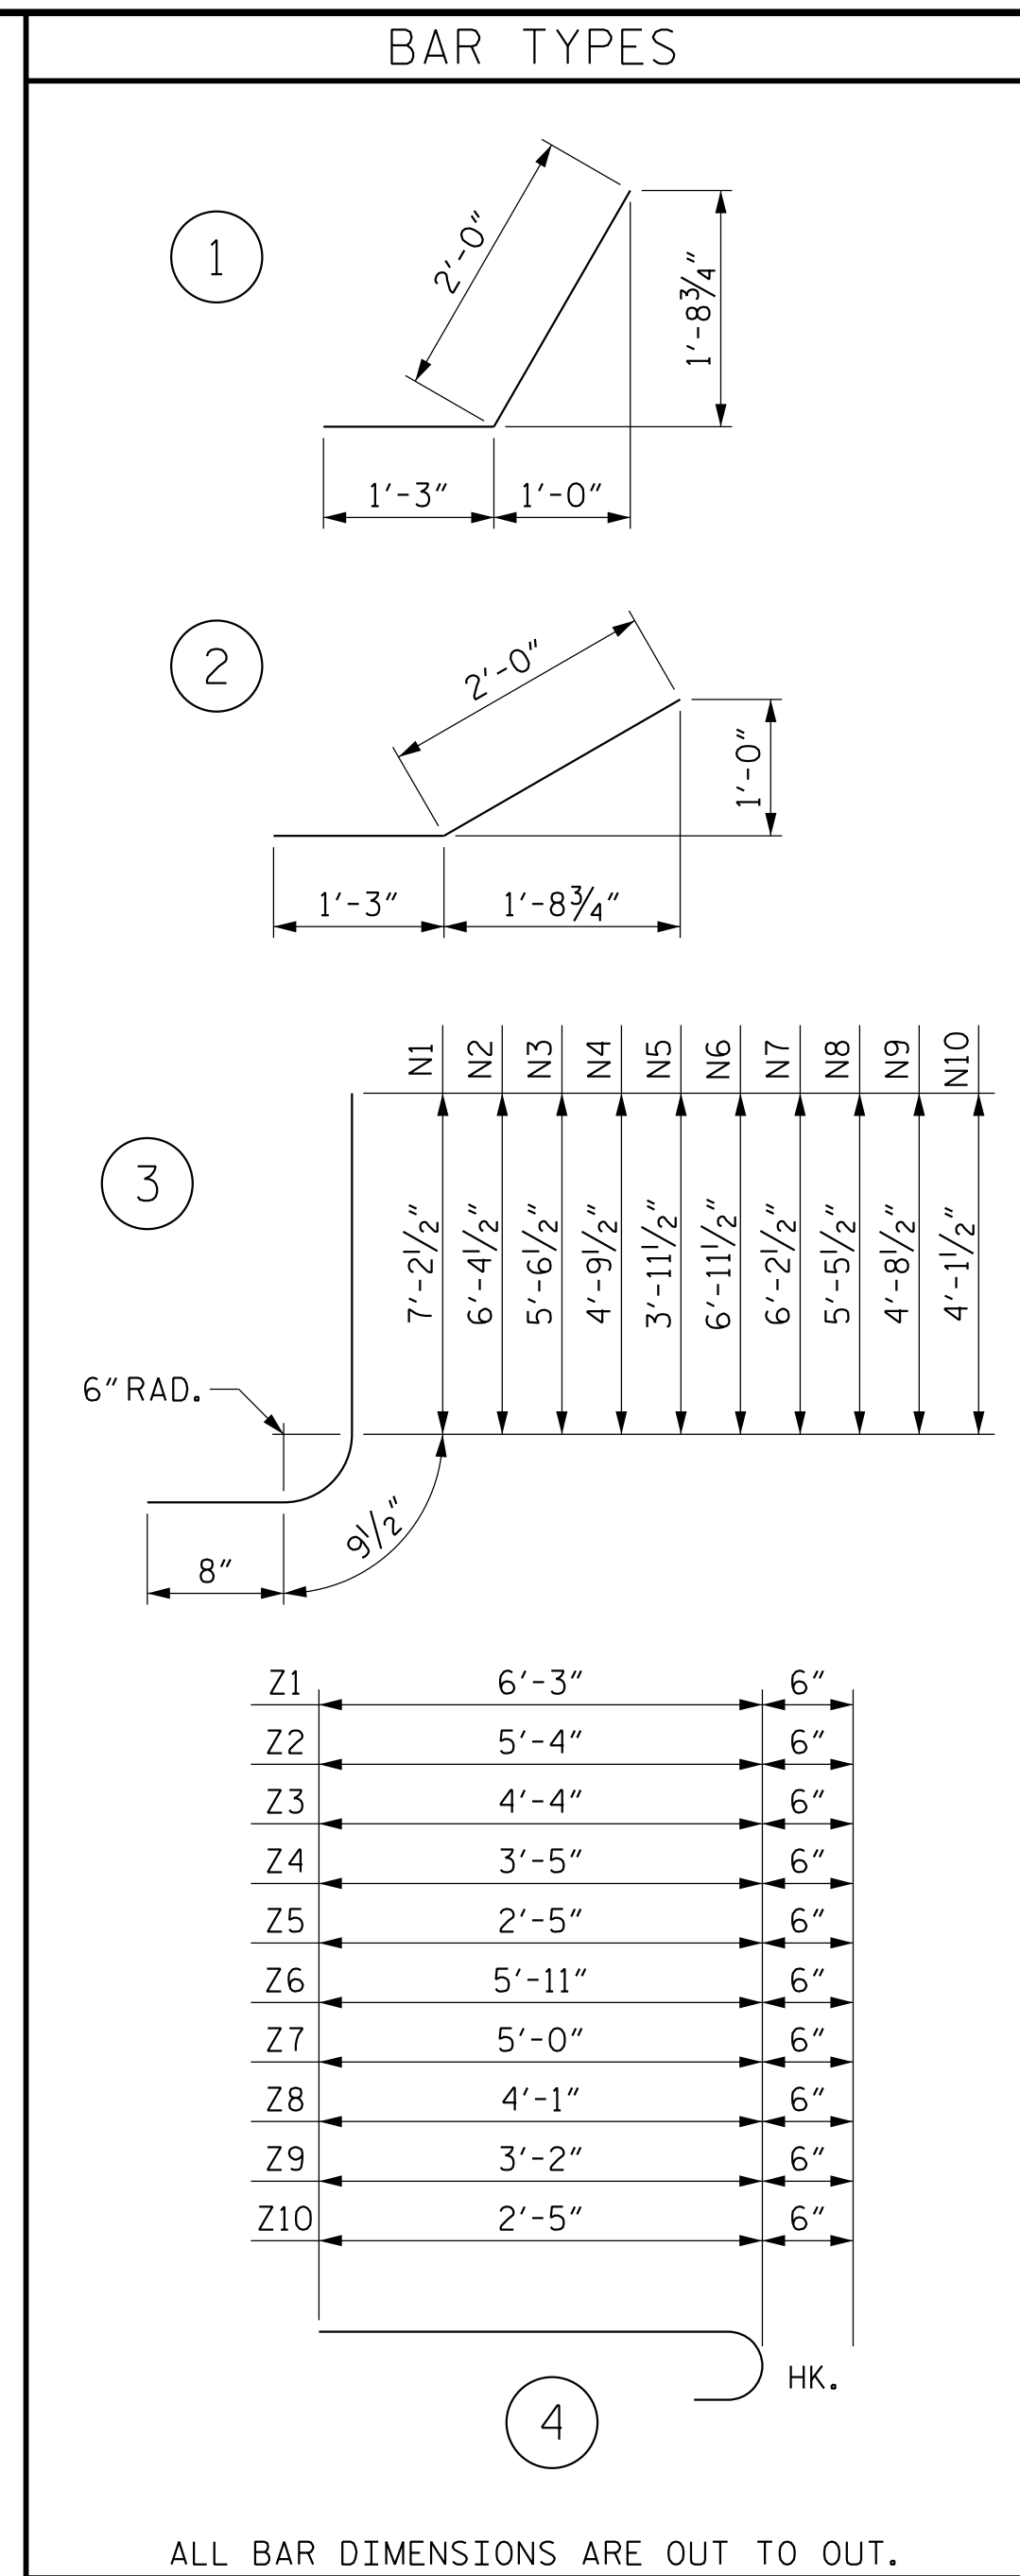 BAR TYPES
1
2'-0"
1'-8¾"
1'-3" 1'-0"
2
2'-0"
1'-0"
1'-3" 1'-8¾"
N1 N2 N3 N4 N5 N6 N7 N8 N9 N10
3
7'-2½" 6'-4½" 5'-6½" 4'-9½" 3'-11½" 6'-11½" 6'-2½" 5'-5½" 4'-8½" 4'-1½"
6" RAD.
9½"
8"
Z1 6'-3" 6"
Z2 5'-4" 6"
Z3 4'-4" 6"
Z4 3'-5" 6"
Z5 2'-5" 6"
Z6 5'-11" 6"
Z7 5'-0" 6"
Z8 4'-1" 6"
Z9 3'-2" 6"
Z10 2'-5" 6"
HK.
4
ALL BAR DIMENSIONS ARE OUT TO OUT.